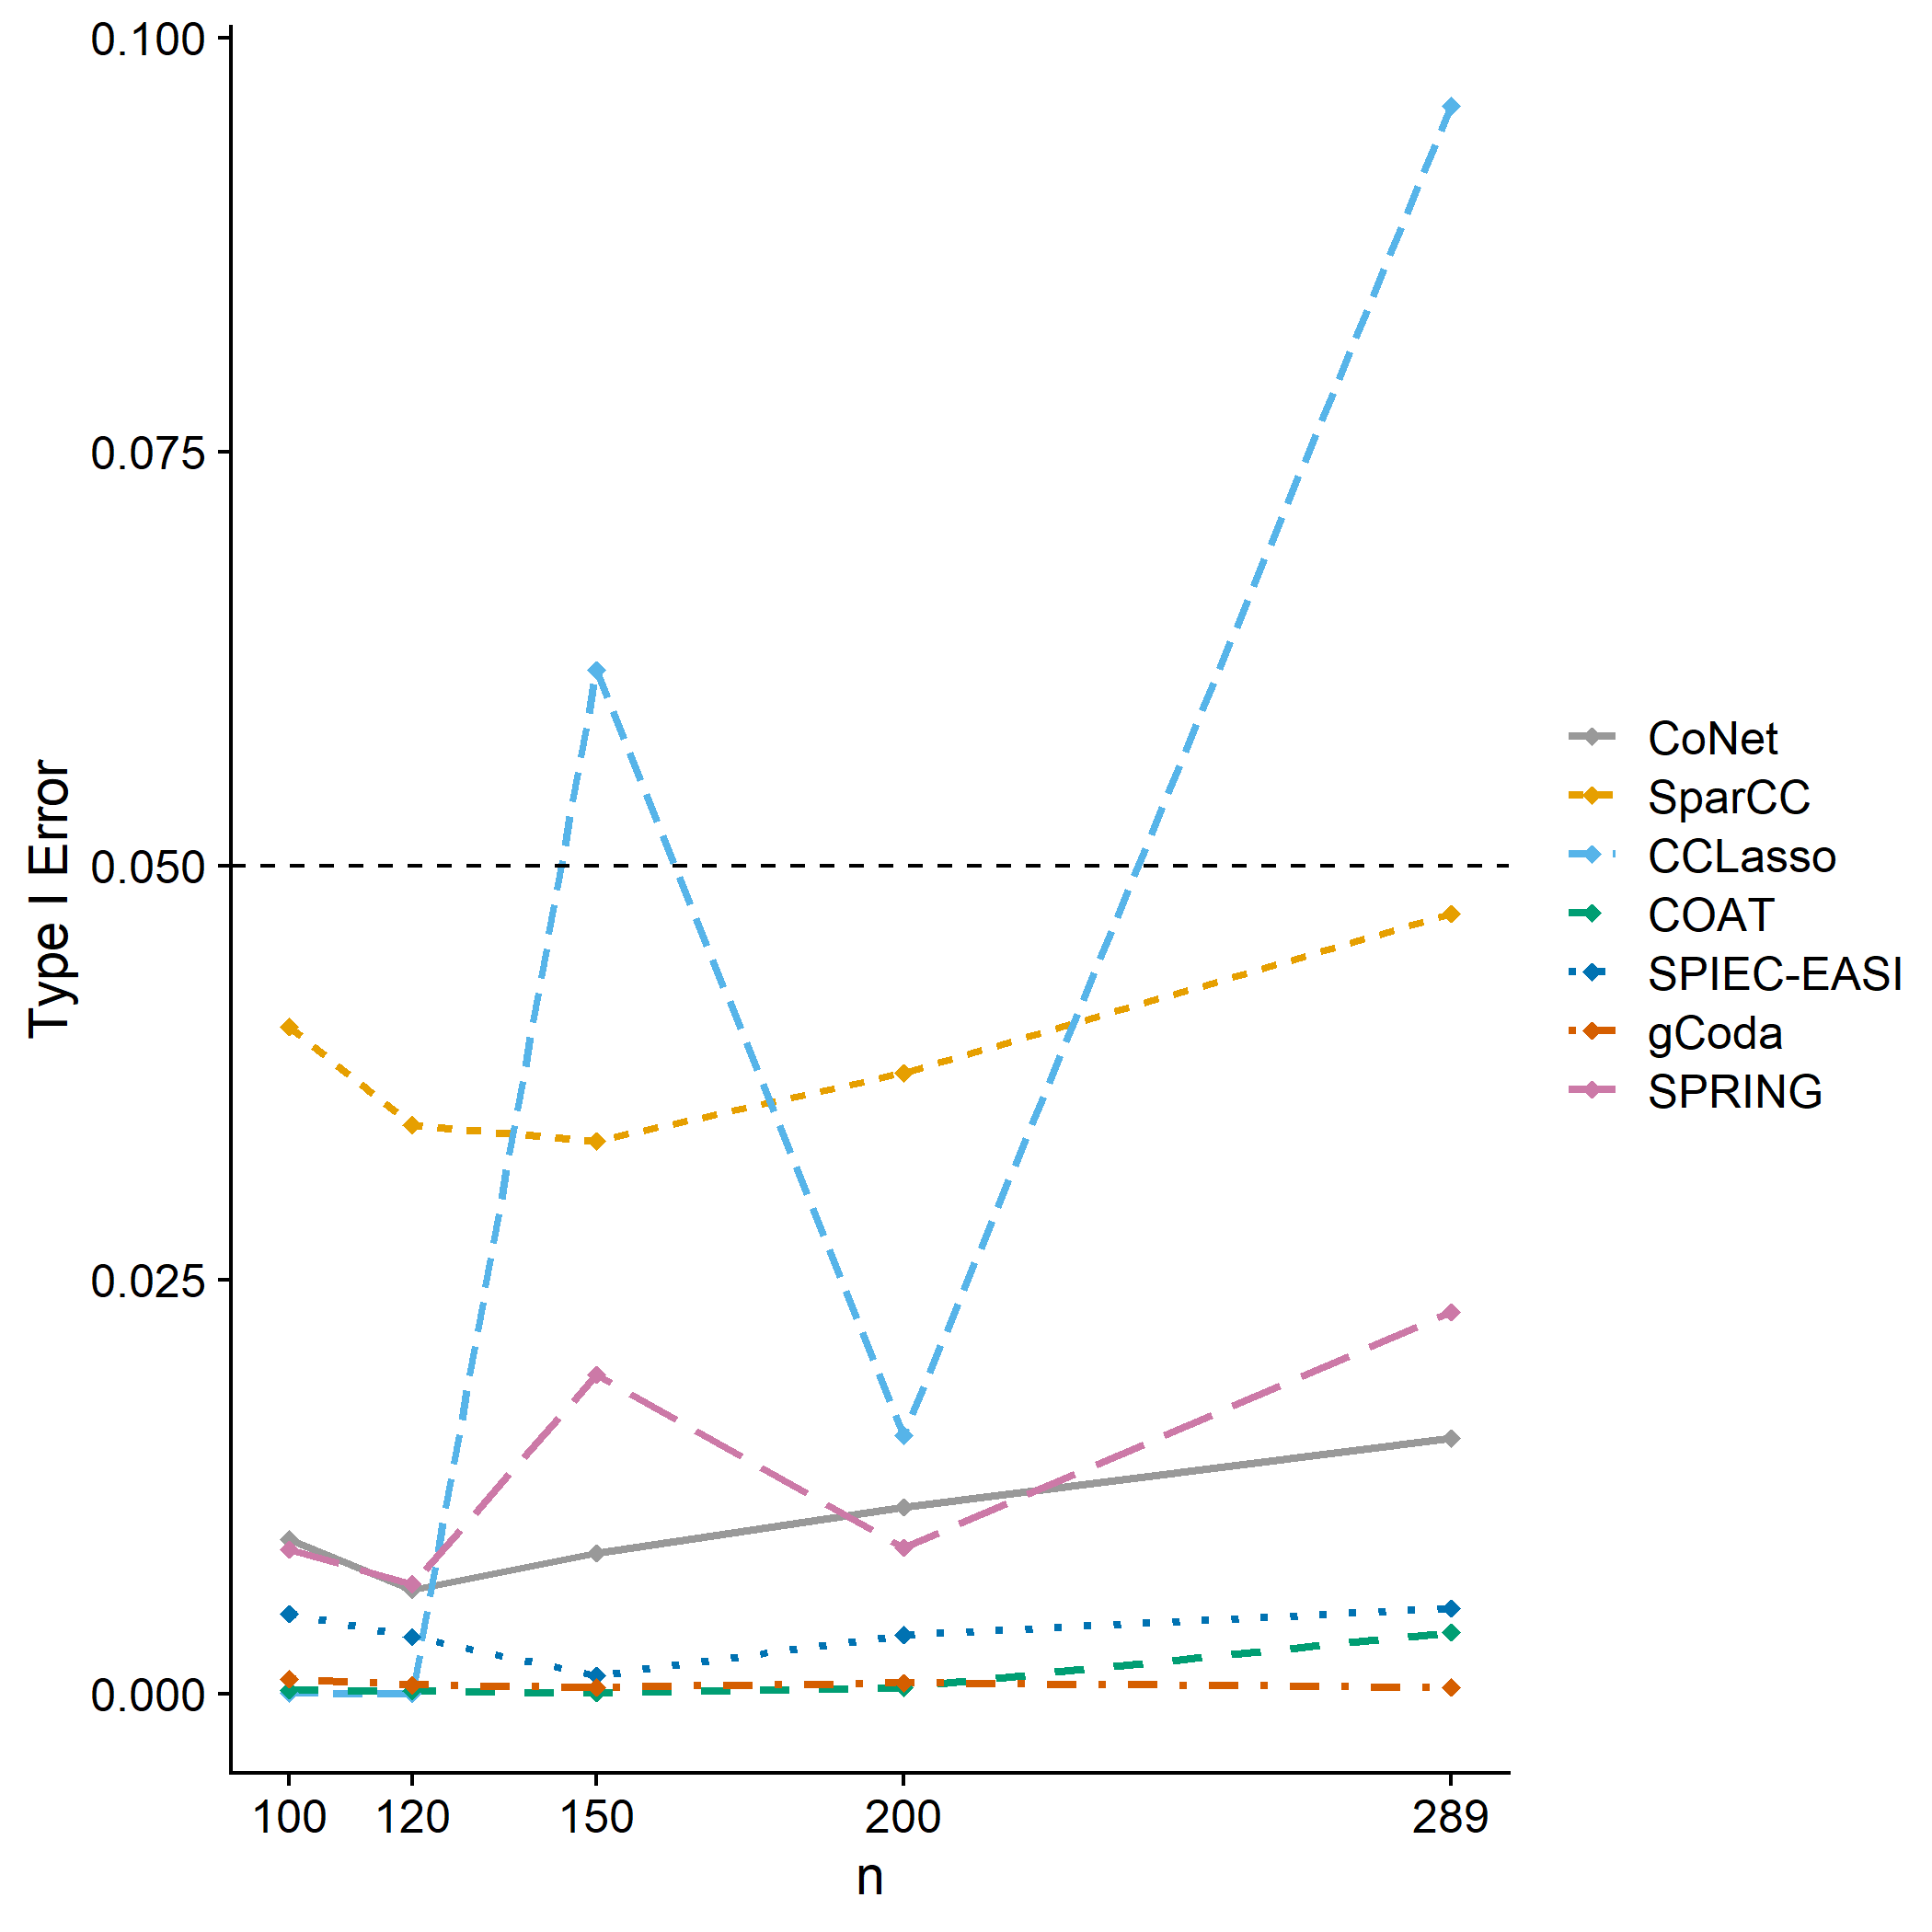 0.100
0.075
0.050
0.025
0.000
Type I Error
100 120 150 200 289
n
CoNet
SparCC
CCLasso
COAT
SPIEC-EASI
gCoda
SPRING